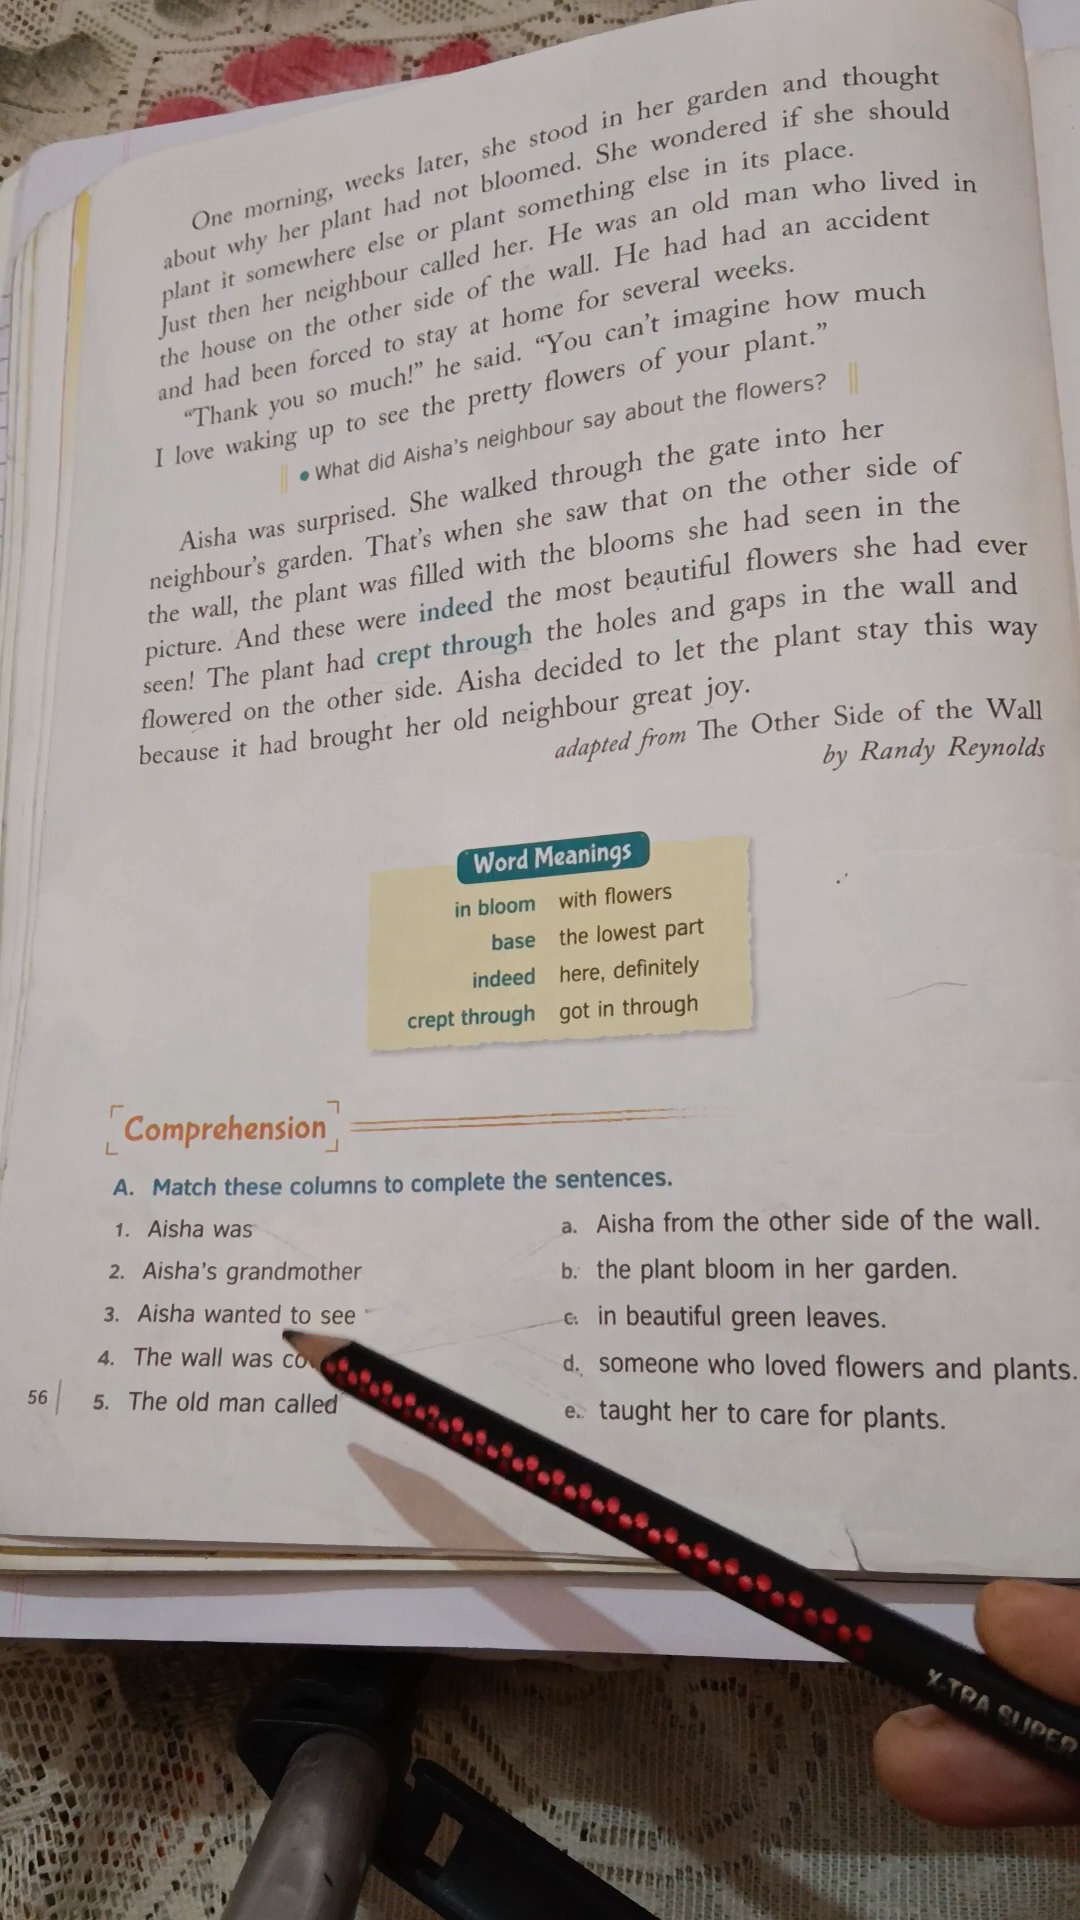 One morning, weeks later, she stood in her garden and thought
about why her plant had not bloomed. She wondered if she should
plant it somewhere else or plant something else in its place.
Just then her neighbour called her. He was an old man who lived in
the house on the other side of the wall. He had had an accident
and had been forced to stay at home for several weeks.
“Thank you so much!” he said. “You can’t imagine how much
I love waking up to see the pretty flowers of your plant.”
• What did Aisha’s neighbour say about the flowers?
Aisha was surprised. She walked through the gate into her
neighbour’s garden. That’s when she saw that on the other side of
the wall, the plant was filled with the blooms she had seen in the
picture. And these were indeed the most beautiful flowers she had ever
seen! The plant had crept through the holes and gaps in the wall and
flowered on the other side. Aisha decided to let the plant stay this way
because it had brought her old neighbour great joy.
adapted from The Other Side of the Wall
by Randy Reynolds
Word Meanings
in bloom with flowers
base the lowest part
indeed here, definitely
crept through got in through
Comprehension
A. Match these columns to complete the sentences.
1. Aisha was a. Aisha from the other side of the wall.
2. Aisha’s grandmother b. the plant bloom in her garden.
3. Aisha wanted to see c. in beautiful green leaves.
4. The wall was d. someone who loved flowers and plants.
5. The old man called e. taught her to care for plants.
56
X-TRA SUPER